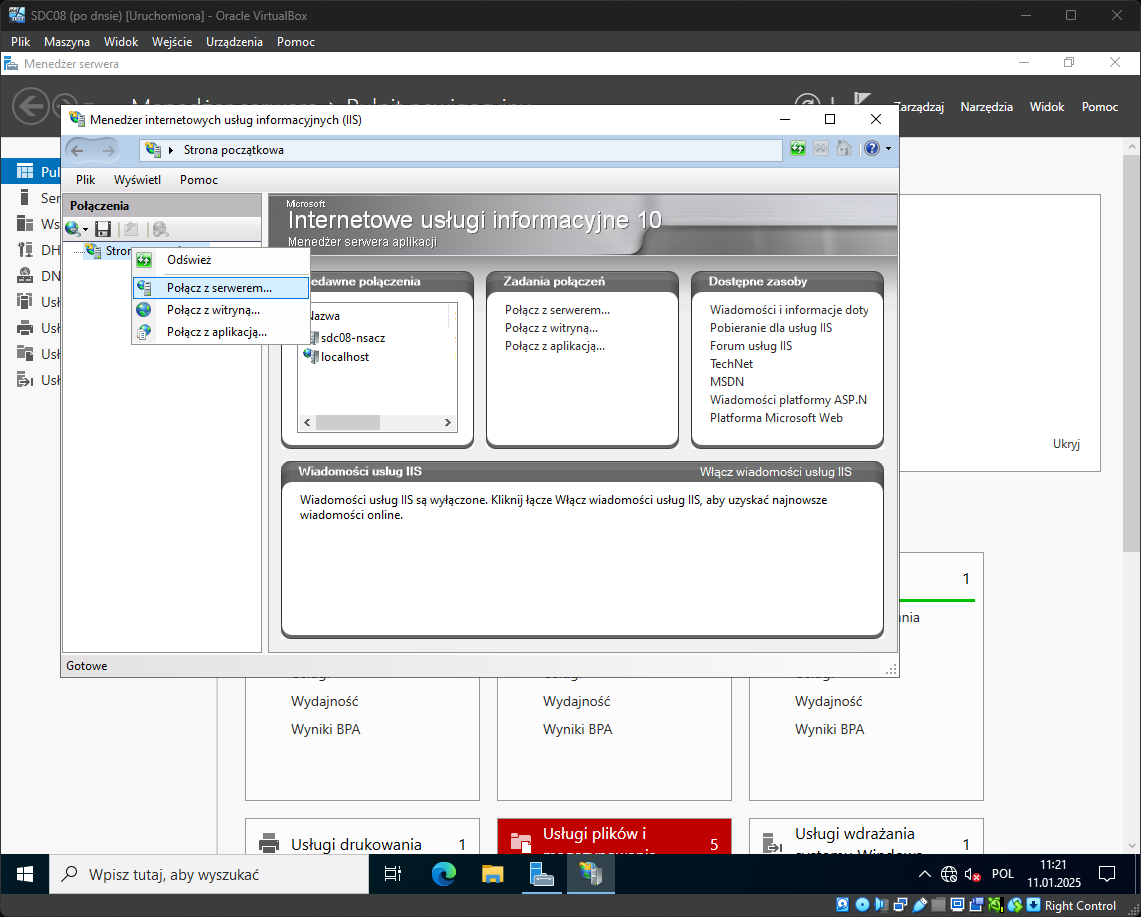 SDC08 (po dnsie) [Uruchomiona] - Oracle VirtualBox
Plik Maszyna Widok Wejście Urządzenia Pomoc
Menedżer serwera
Zarządzaj Narzędzia Widok Pomoc
Menedżer internetowych usług informacyjnych (IIS)
Strona początkowa
Plik Wyświetl Pomoc
Połączenia
Stron
Odśwież
Połącz z serwerem...
Połącz z witryną...
Połącz z aplikacją...
Microsoft
Internetowe usługi informacyjne 10
Menedżer serwera aplikacji
edawne połączenia
Nazwa
sdc08-nsacz
localhost
Zadania połączeń
Połącz z serwerem...
Połącz z witryną...
Połącz z aplikacją...
Dostępne zasoby
Wiadomości i informacje doty
Pobieranie dla usług IIS
Forum usług IIS
TechNet
MSDN
Wiadomości platformy ASP.N
Platforma Microsoft Web
Wiadomości usług IIS
Włącz wiadomości usług IIS
Wiadomości usług IIS są wyłączone. Kliknij łącze Włącz wiadomości usług IIS, aby uzyskać najnowsze
wiadomości online.
Gotowe
Pul
Ser
Ws
DH
DN
Usł
Usł
Usł
Usł
Ukryj
1
ania
Wydajność
Wyniki BPA
Wydajność
Wyniki BPA
Wydajność
Wyniki BPA
Usługi drukowania 1
Usługi plików i
5
Usługi wdrażania
systemu Windows
1
Wpisz tutaj, aby wyszukać
POL
11:21
11.01.2025
Right Control